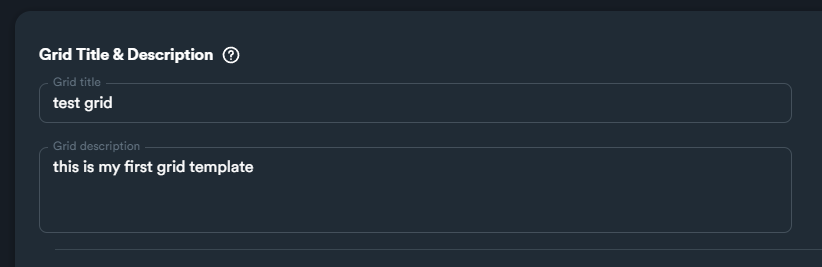 Grid Title & Description
Grid title
test grid
Grid description
this is my first grid template